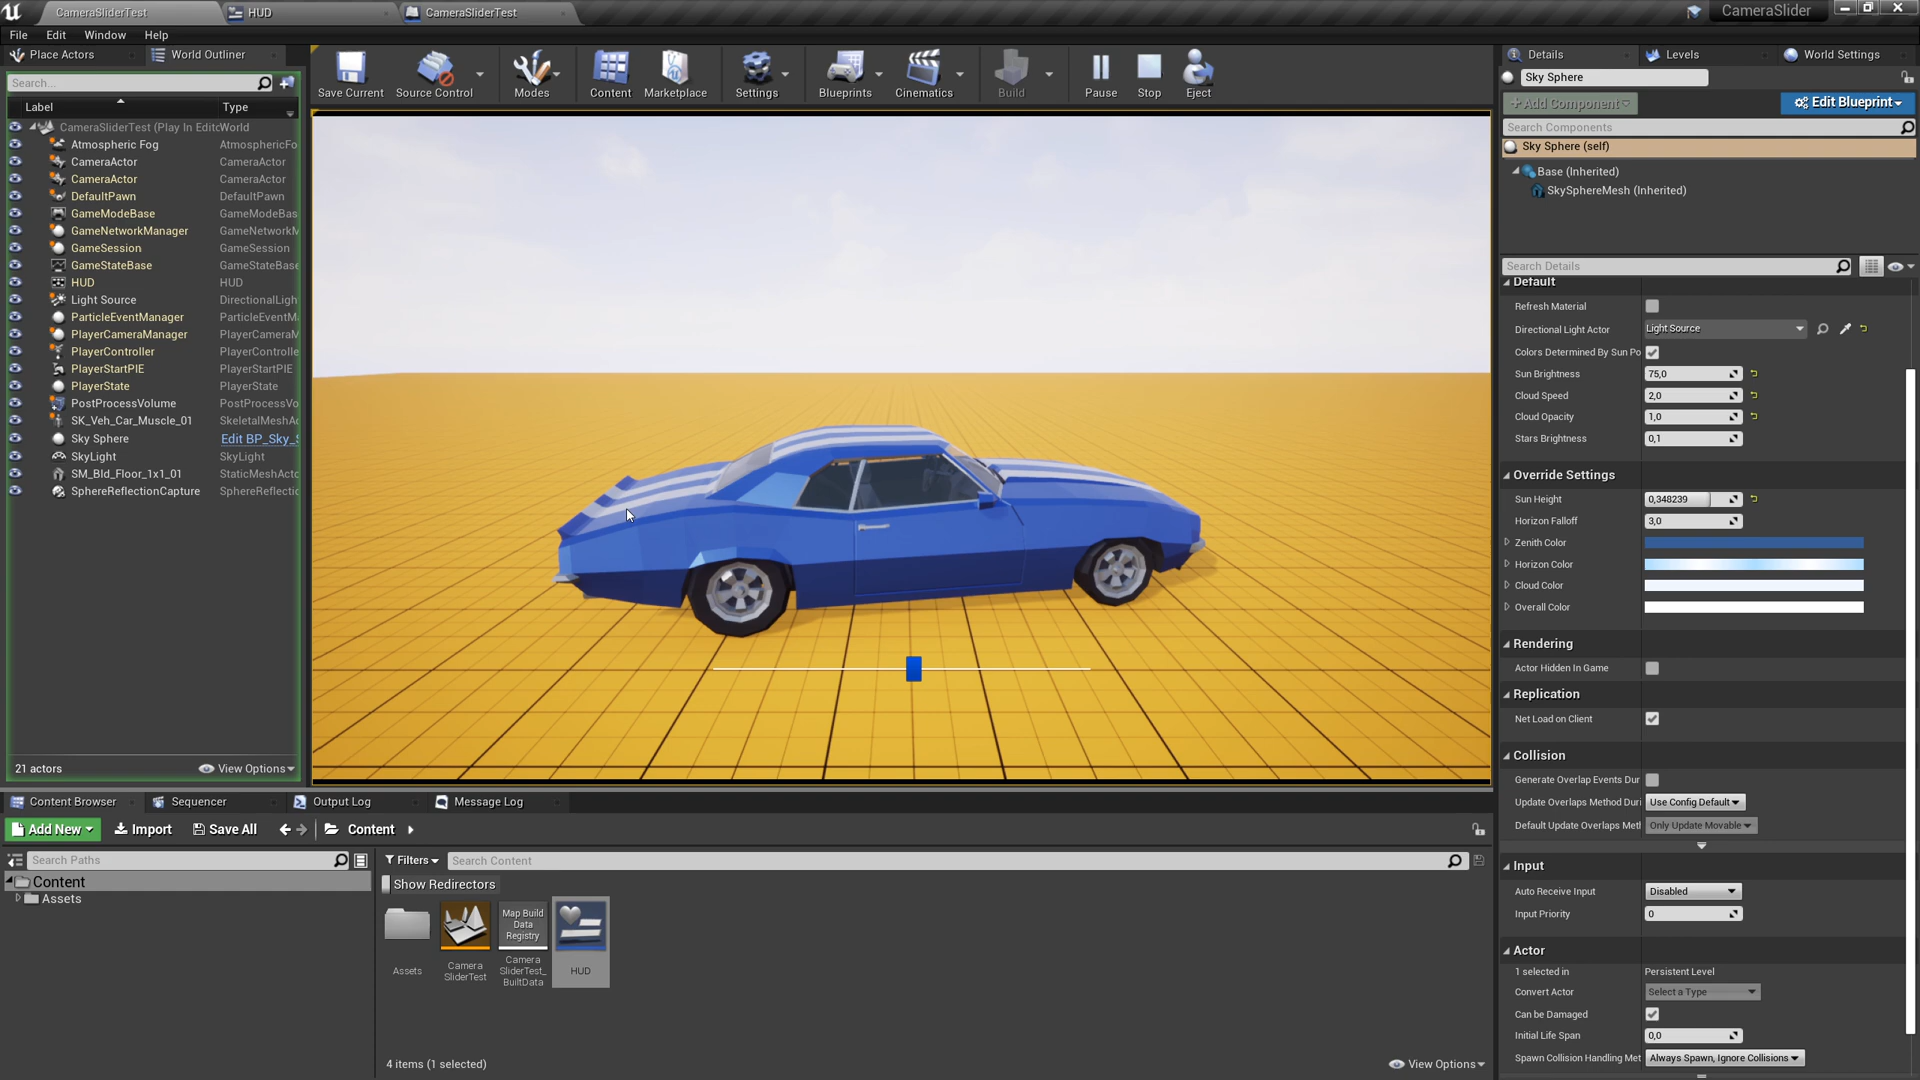 CameraSliderTest
HUD
CameraSliderTest
CameraSlider
File
Edit
Window
Help
Place Actors
World Outliner
Search...
Label
Type
CameraSliderTest (Play In Edito
World
Atmospheric Fog
AtmosphericFo
CameraActor
CameraActor
CameraActor
CameraActor
DefaultPawn
DefaultPawn
GameModeBase
GameModeBas
GameNetworkManager
GameNetworkM
GameSession
GameSession
GameStateBase
GameStateBase
HUD
HUD
Light Source
DirectionalLigh
ParticleEventManager
ParticleEventM
PlayerCameraManager
PlayerCameraM
PlayerController
PlayerControlle
PlayerStartPIE
PlayerStartPIE
PlayerState
PlayerState
PostProcessVolume
PostProcessVo
SK_Veh_Car_Muscle_01
SkeletalMeshAc
Sky Sphere
Edit BP_Sky_S
SkyLight
SkyLight
SM_Bld_Floor_1x1_01
StaticMeshActo
SphereReflectionCapture
SphereReflectic
21 actors
View Options
Save Current
Source Control
Modes
Content
Marketplace
Settings
Blueprints
Cinematics
Build
Pause
Stop
Eject
Details
Levels
World Settings
Sky Sphere
+Add Component
Edit Blueprint
Search Components
Sky Sphere (self)
Base (Inherited)
SkySphereMesh (Inherited)
Search Details
Default
Refresh Material
Directional Light Actor
Light Source
Colors Determined By Sun Po
Sun Brightness
75,0
Cloud Speed
2,0
Cloud Opacity
1,0
Stars Brightness
0,1
Override Settings
Sun Height
0,348239
Horizon Falloff
3,0
Zenith Color
Horizon Color
Cloud Color
Overall Color
Rendering
Actor Hidden In Game
Replication
Net Load on Client
Collision
Generate Overlap Events Dur
Update Overlaps Method Duri
Use Config Default
Default Update Overlaps Metl
Only Update Movable
Input
Auto Receive Input
Disabled
Input Priority
0
Actor
1 selected in
Persistent Level
Convert Actor
Select a Type
Can be Damaged
Initial Life Span
0,0
Spawn Collision Handling Met
Always Spawn, Ignore Collisions
Content Browser
Sequencer
Output Log
Message Log
Add New
Import
Save All
Content
Search Paths
Filters
Search Content
Content
Assets
Show Redirectors
Map Build
Data
Registry
Assets
Camera
SliderTest
Camera
SliderTest_
BuiltData
HUD
4 items (1 selected)
View Options